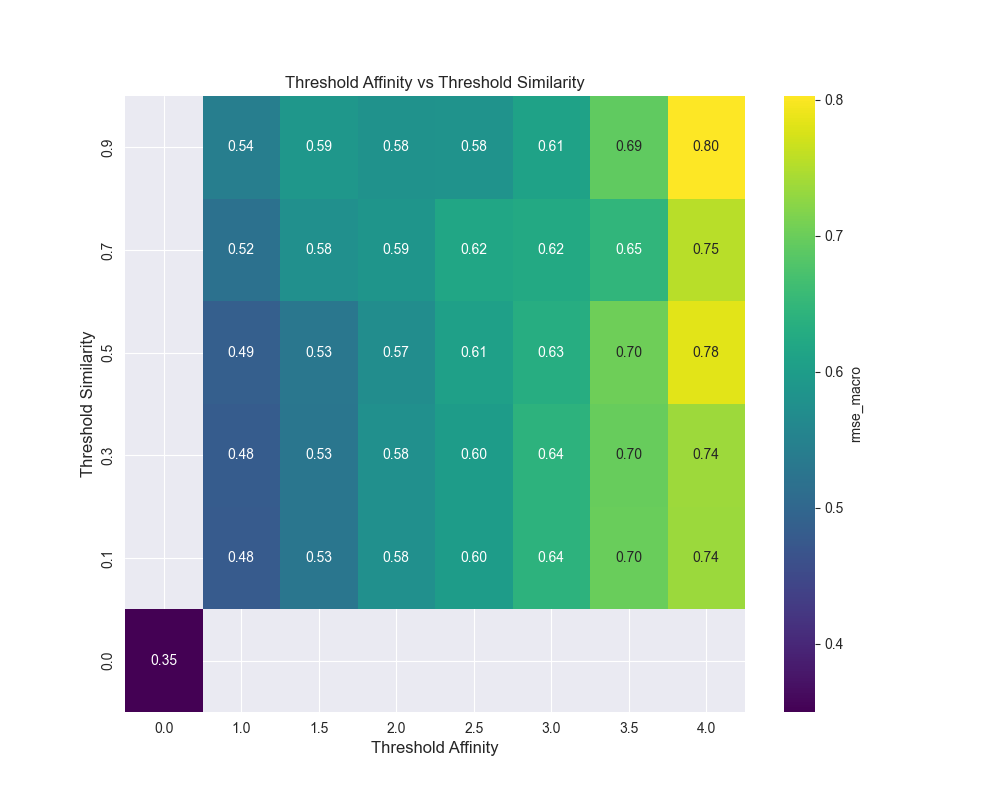 Threshold Affinity vs Threshold Similarity
0.9 0.54 0.59 0.58 0.58 0.61 0.69 0.80
0.7 0.52 0.58 0.59 0.62 0.62 0.65 0.75
0.5 0.49 0.53 0.57 0.61 0.63 0.70 0.78
0.3 0.48 0.53 0.58 0.60 0.64 0.70 0.74
0.1 0.48 0.53 0.58 0.60 0.64 0.70 0.74
0.0 0.35
Threshold Similarity
0.0 1.0 1.5 2.0 2.5 3.0 3.5 4.0
Threshold Affinity
0.8
0.7
0.6
0.5
0.4
rmse_macro